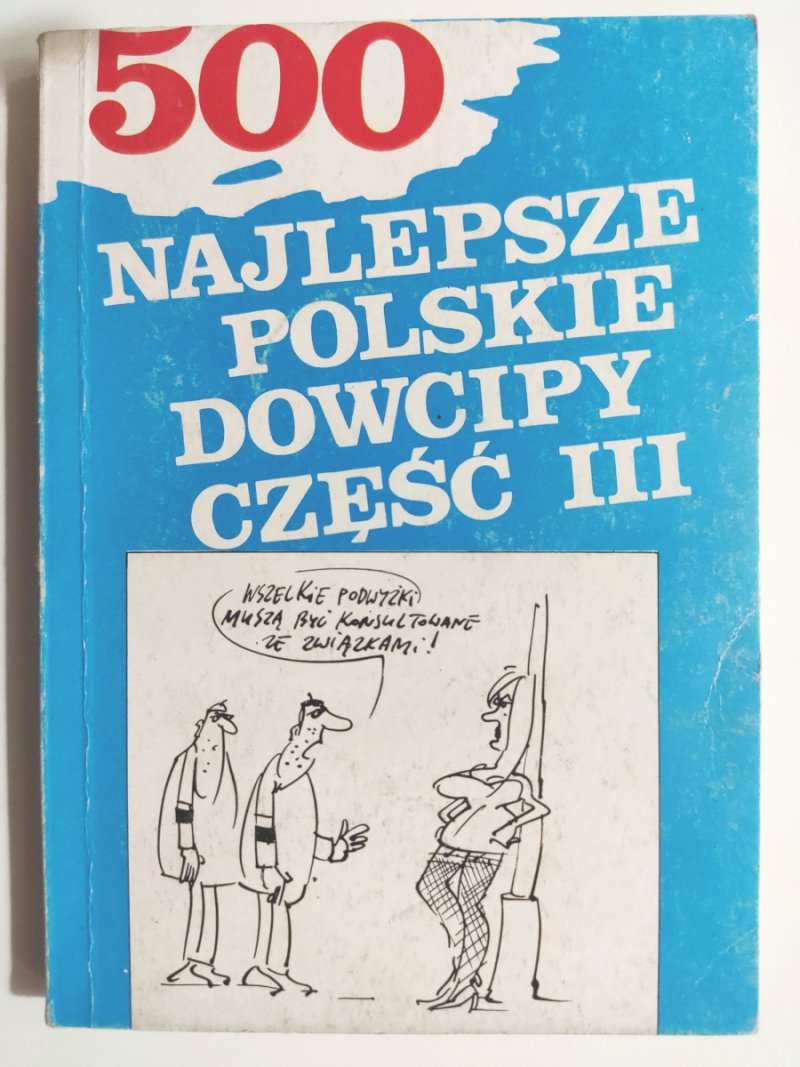 500
NAJLEPSZE
POLSKIE
DOWCIPY
CZĘŚĆ III
WSZELKIE PODWYŻKI
MUSZĄ BYĆ KONSULTOWANE
ZE ZWIĄZKAMI!